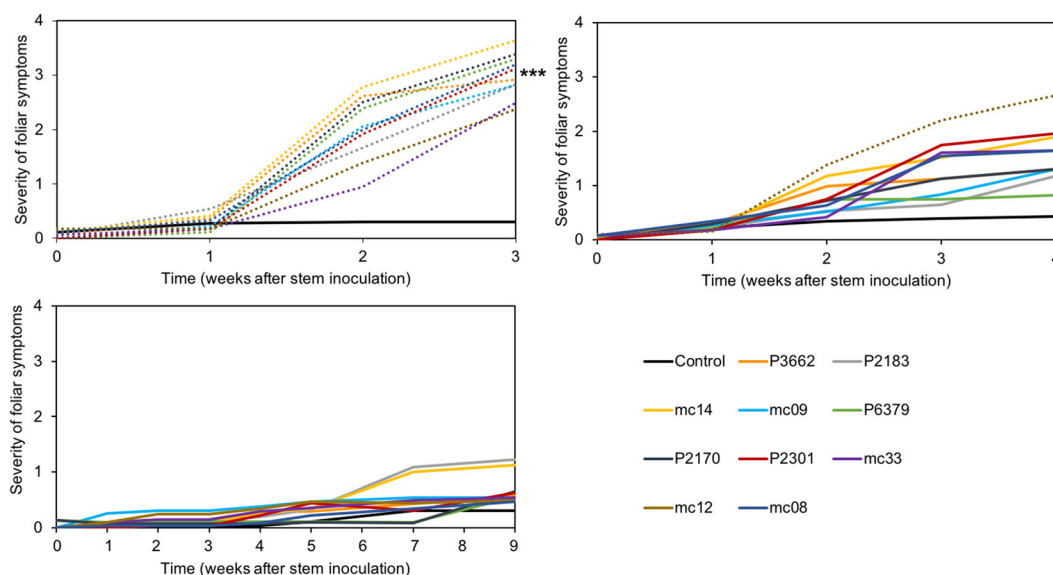 Severity of foliar symptoms
4
3
2
1
0
0 1 2 3
Time (weeks after stem inoculation)
***
Severity of foliar symptoms
4
3
2
1
0
0 1 2 3 4
Time (weeks after stem inoculation)
Severity of foliar symptoms
4
3
2
1
0
0 1 2 3 4 5 6 7 8 9
Time (weeks after stem inoculation)
Control P3662 P2183
mc14 mc09 P6379
P2170 P2301 mc33
mc12 mc08